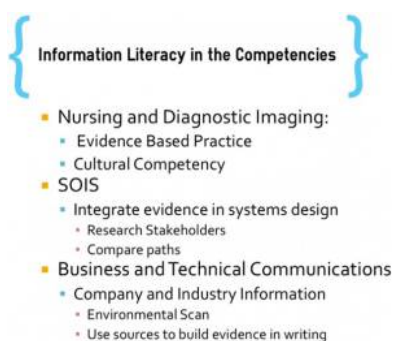 Information Literacy in the Competencies
Nursing and Diagnostic Imaging:
Evidence Based Practice
Cultural Competency
SOIS
Integrate evidence in systems design
Research Stakeholders
Compare paths
Business and Technical Communications
Company and Industry Information
Environmental Scan
Use sources to build evidence in writing